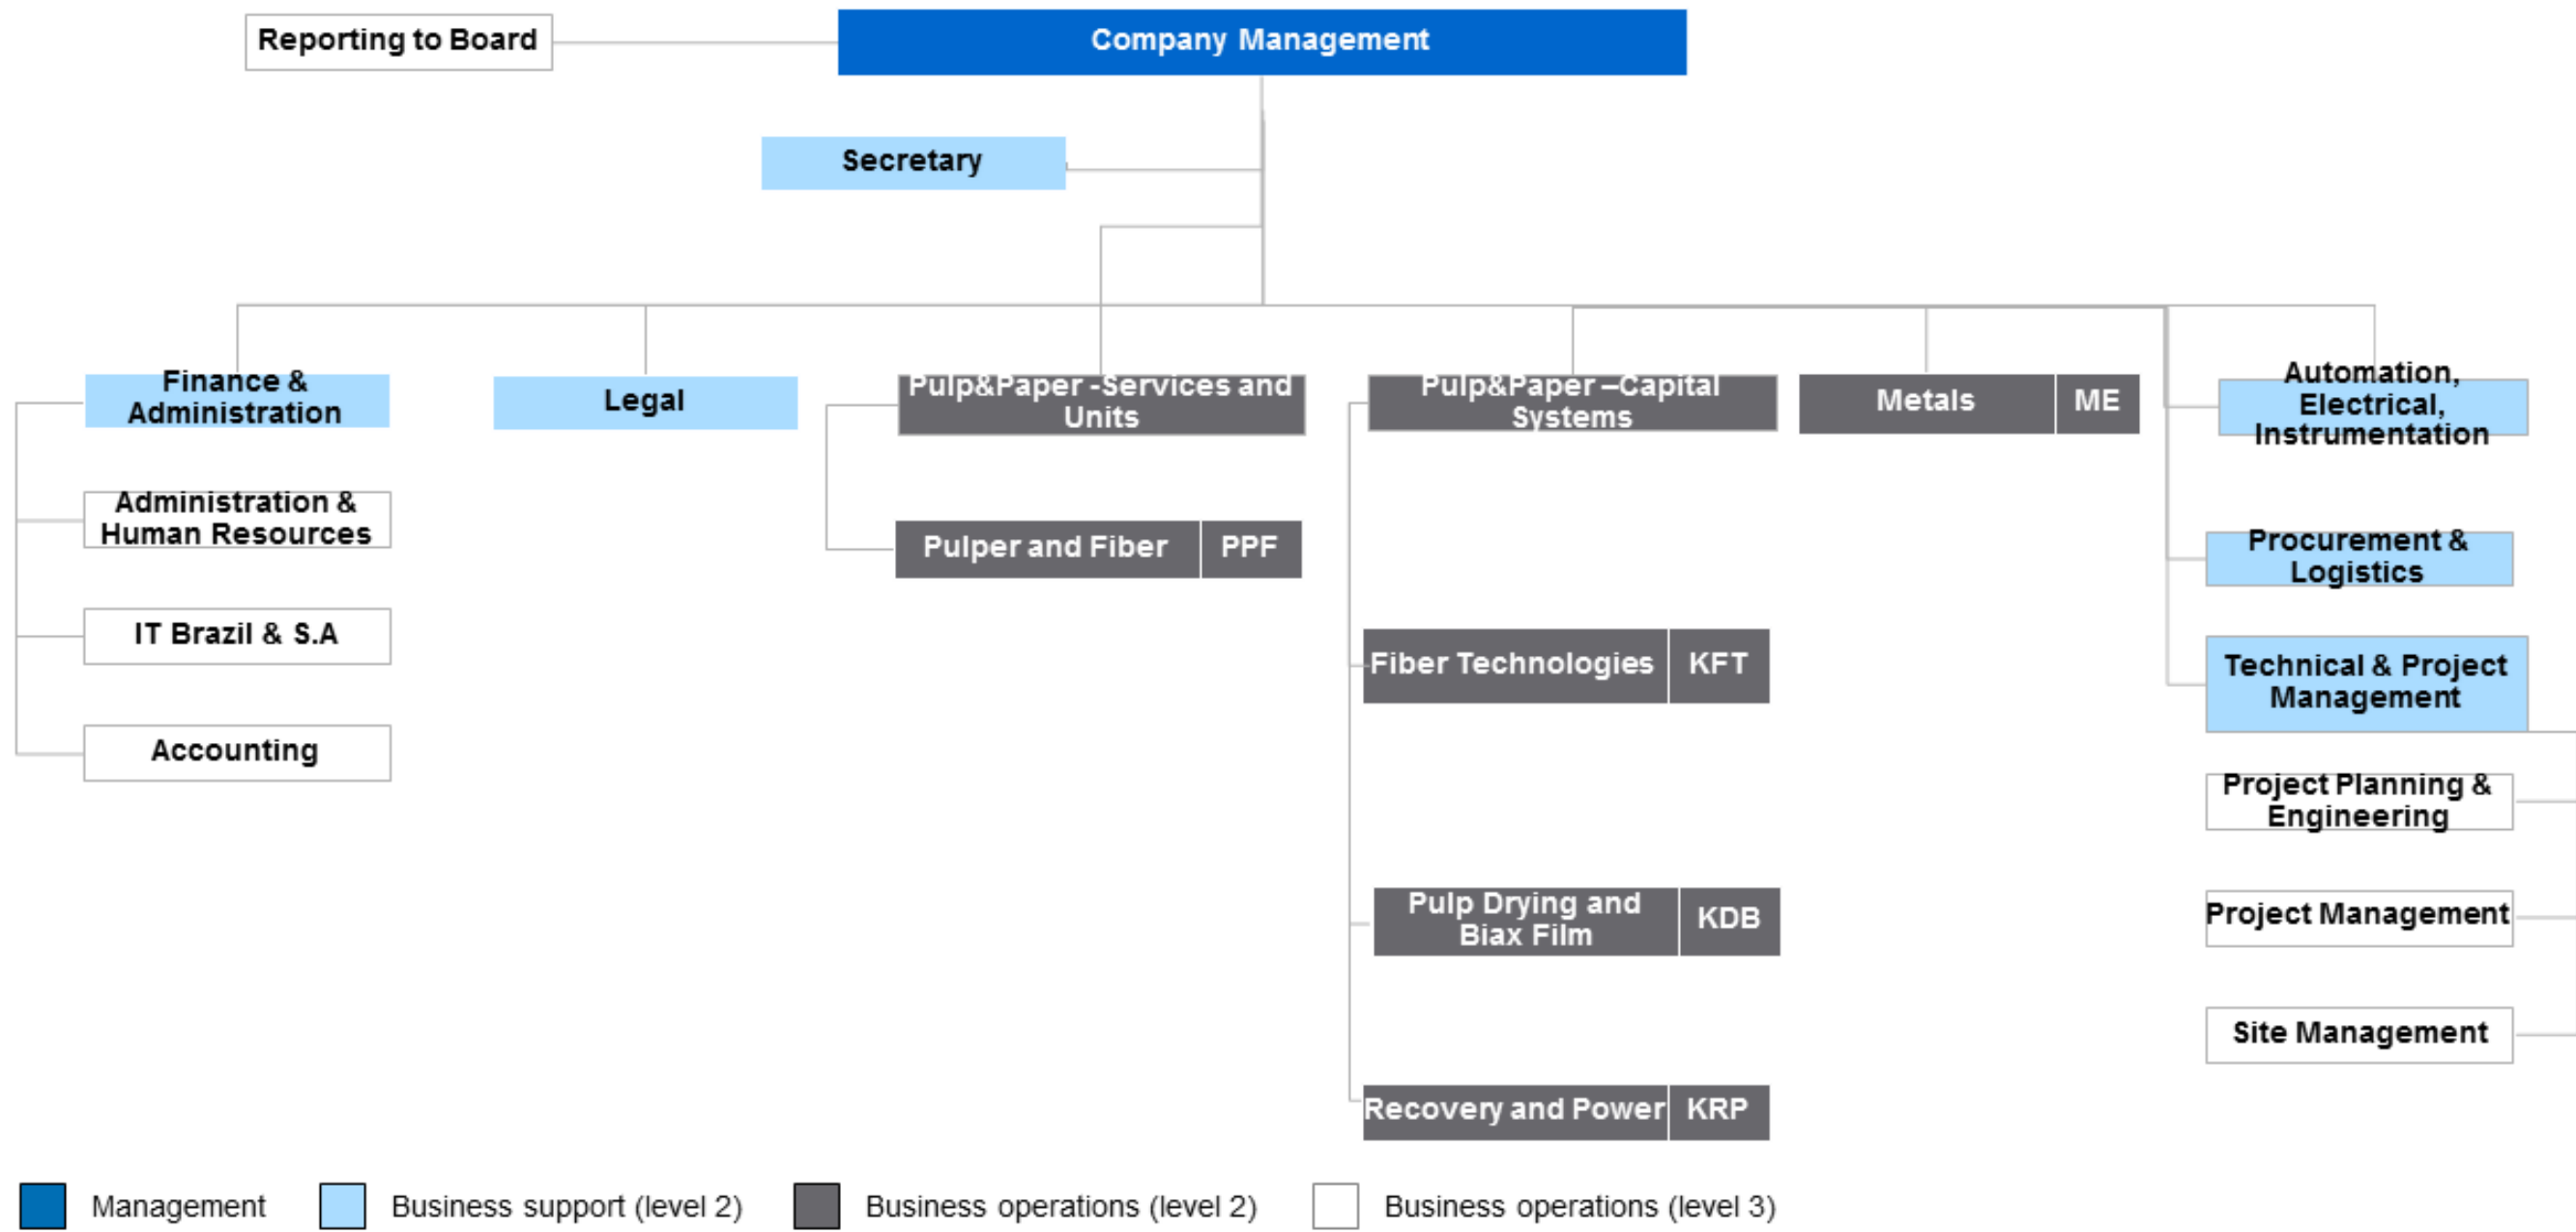 Reporting to Board
Company Management
Secretary
Finance &
Administration
Legal
Pulp&Paper -Services and
Units
Pulp&Paper –Capital
Systems
Metals ME
Automation,
Electrical,
Instrumentation
Administration &
Human Resources
Pulper and Fiber PPF
Procurement &
Logistics
IT Brazil & S.A
Fiber Technologies KFT
Technical & Project
Management
Accounting
Project Planning &
Engineering
Pulp Drying and
Biax Film
KDB
Project Management
Site Management
Recovery and Power KRP
Management
Business support (level 2)
Business operations (level 2)
Business operations (level 3)